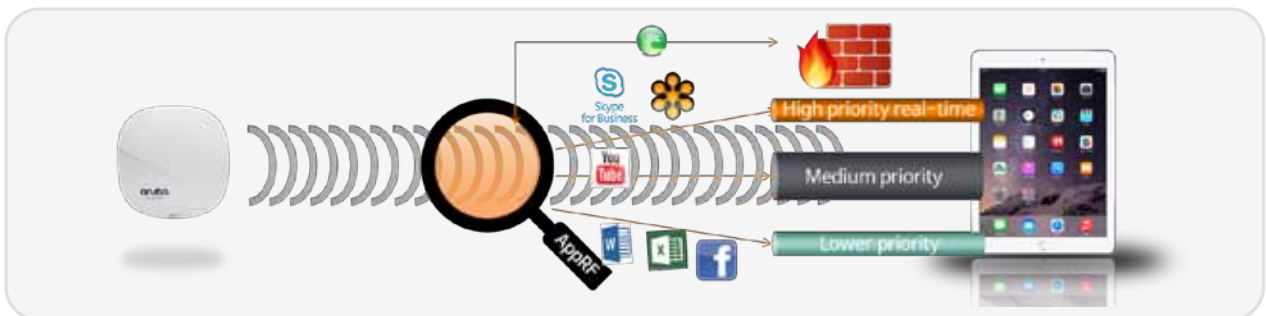 Skype
for Business
High priority real-time
aruba
You
Tube
Medium priority
AppRF
W
X
f
Lower priority